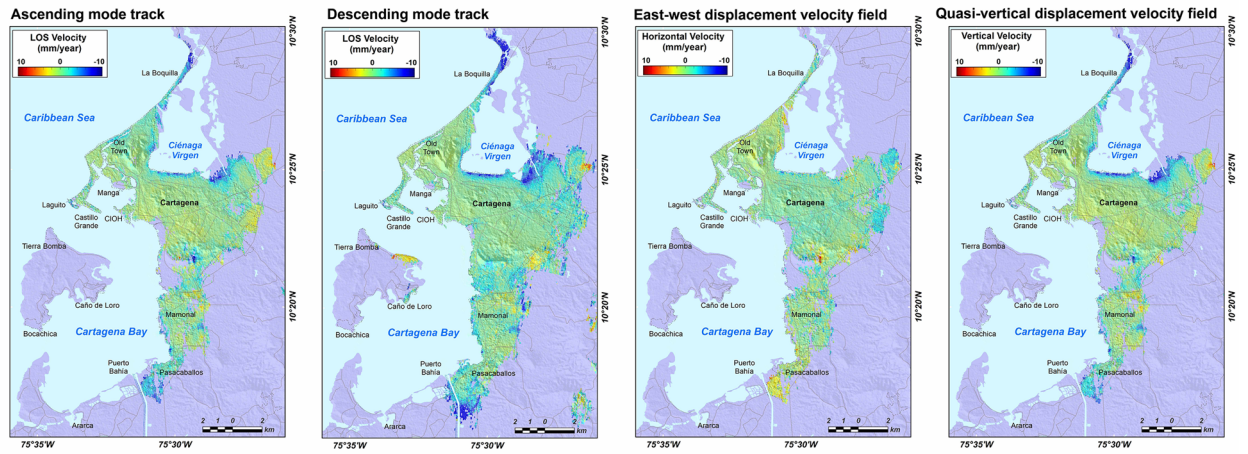 Ascending mode track
LOS Velocity
(mm/year)
10 0 -10
La Boquilla
Caribbean Sea
Old
Town
Ciénaga
Virgen
Manga
Cartagena
Laguito
Castillo
Grande
CIOH
Tierra Bomba
Caño de Loro
Mamonal
Bocachica
Cartagena Bay
Puerto
Bahía
Pasacaballos
Ararca
2 1 0 2
km
10°30'N
10°25'N
10°20'N
75°35'W 75°30'W
Descending mode track
LOS Velocity
(mm/year)
10 0 -10
La Boquilla
Caribbean Sea
Old
Town
Ciénaga
Virgen
Manga
Cartagena
Laguito
Castillo
Grande
CIOH
Tierra Bomba
Caño de Loro
Mamonal
Bocachica
Cartagena Bay
Puerto
Bahía
Pasacaballos
Ararca
2 1 0 2
km
10°30'N
10°25'N
10°20'N
75°35'W 75°30'W
East-west displacement velocity field
Horizontal Velocity
(mm/year)
10 0 -10
La Boquilla
Caribbean Sea
Old
Town
Ciénaga
Virgen
Manga
Cartagena
Laguito
Castillo
Grande
CIOH
Tierra Bomba
Caño de Loro
Mamonal
Bocachica
Cartagena Bay
Puerto
Bahía
Pasacaballos
Ararca
2 1 0 2
km
10°30'N
10°25'N
10°20'N
75°35'W 75°30'W
Quasi-vertical displacement velocity field
Vertical Velocity
(mm/year)
10 0 -10
La Boquilla
Caribbean Sea
Old
Town
Ciénaga
Virgen
Manga
Cartagena
Laguito
Castillo
Grande
CIOH
Tierra Bomba
Caño de Loro
Mamonal
Bocachica
Cartagena Bay
Puerto
Bahía
Pasacaballos
Ararca
2 1 0 2
km
10°30'N
10°25'N
10°20'N
75°35'W 75°30'W